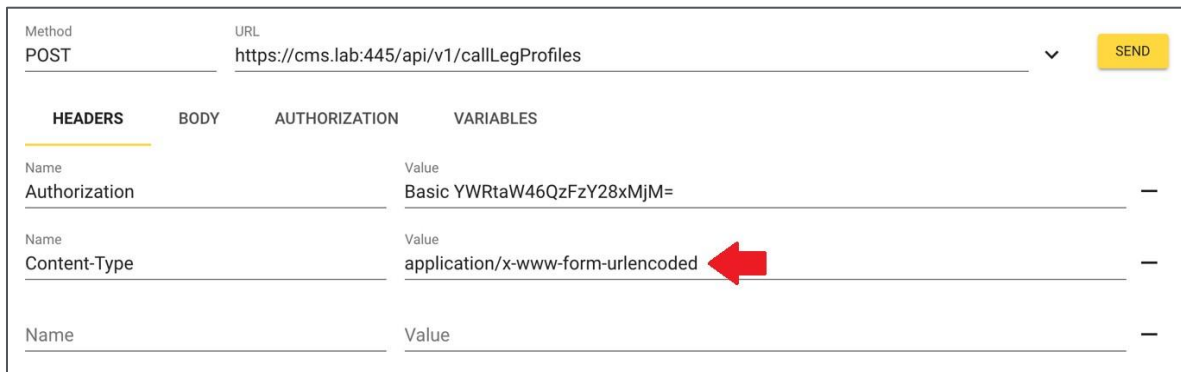 Method URL
POST https://cms.lab:445/api/v1/callLegProfiles SEND
HEADERS BODY AUTHORIZATION VARIABLES
Name Value
Authorization Basic YWRtaW46QzFzY28xMjM=
Name Value
Content-Type application/x-www-form-urlencoded
Name Value